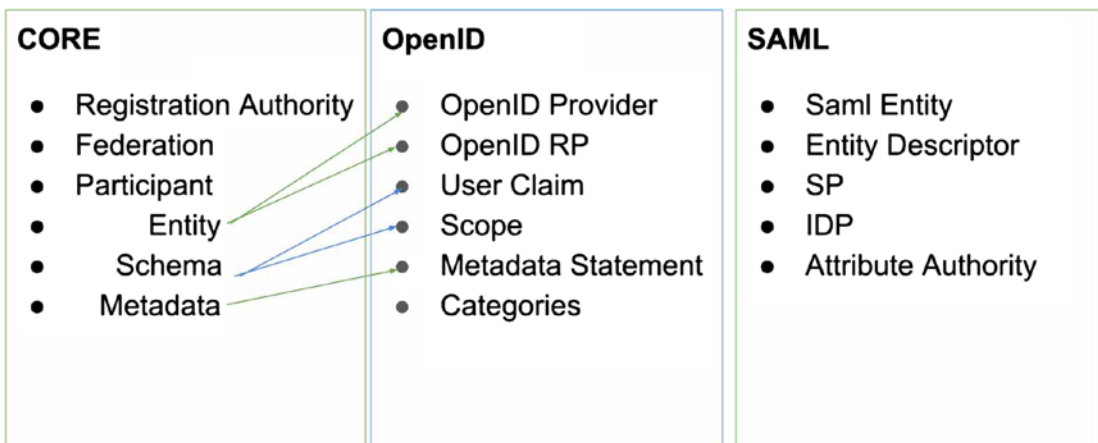 CORE
● Registration Authority
● Federation
● Participant
● Entity
● Schema
● Metadata
OpenID
● OpenID Provider
● OpenID RP
● User Claim
● Scope
● Metadata Statement
● Categories
SAML
● Saml Entity
● Entity Descriptor
● SP
● IDP
● Attribute Authority